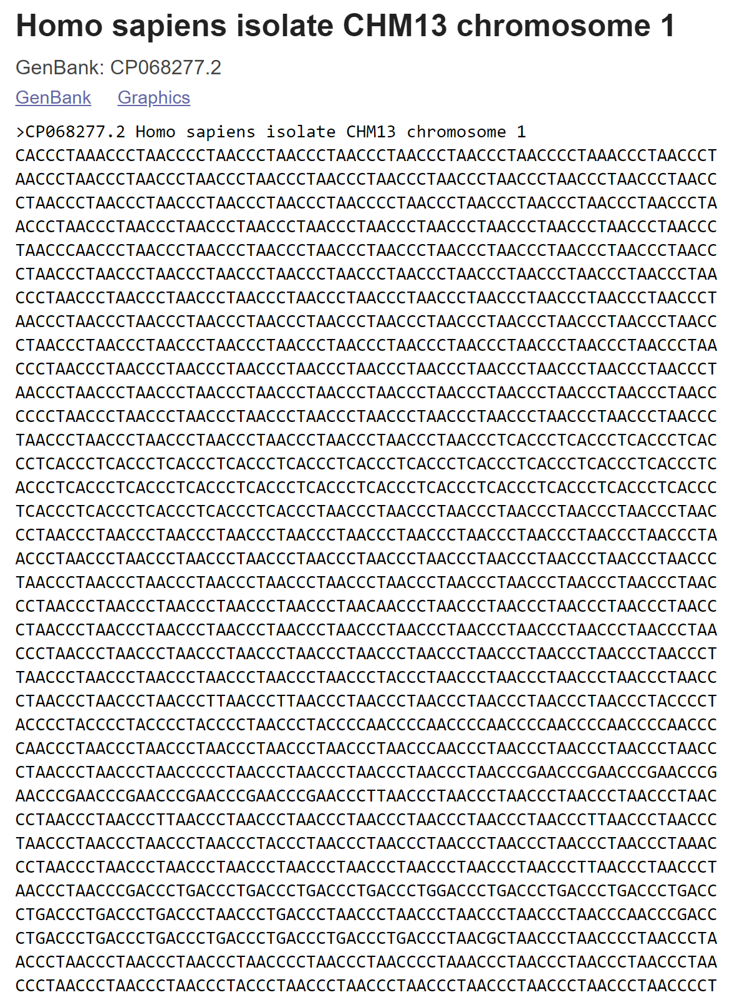 Homo sapiens isolate CHM13 chromosome 1
GenBank: CP068277.2
GenBank Graphics
>CP068277.2 Homo sapiens isolate CHM13 chromosome 1
CACCCTAAACCCTAACCCCTAACCCTAACCCTAACCCTAACCCTAACCCTAACCCCTAAACCCTAACCCT
AACCCTAACCCTAACCCTAACCCTAACCCTAACCCTAACCCTAACCCTAACCCTAACCCTAACCCTAACC
CTAACCCTAACCCTAACCCTAACCCTAACCCTAACCCCTAACCCTAACCCTAACCCTAACCCTAACCCTA
ACCCTAACCCTAACCCTAACCCTAACCCTAACCCTAACCCTAACCCTAACCCTAACCCTAACCCTAACCC
TAACCCAACCCTAACCCTAACCCTAACCCTAACCCTAACCCTAACCCTAACCCTAACCCTAACCCTAACC
CTAACCCTAACCCTAACCCTAACCCTAACCCTAACCCTAACCCTAACCCTAACCCTAACCCTAACCCTAA
CCCTAACCCTAACCCTAACCCTAACCCTAACCCTAACCCTAACCCTAACCCTAACCCTAACCCTAACCCT
AACCCTAACCCTAACCCTAACCCTAACCCTAACCCTAACCCTAACCCTAACCCTAACCCTAACCCTAACC
CTAACCCTAACCCTAACCCTAACCCTAACCCTAACCCTAACCCTAACCCTAACCCTAACCCTAACCCTAA
CCCTAACCCTAACCCTAACCCTAACCCTAACCCTAACCCTAACCCTAACCCTAACCCTAACCCTAACCCT
AACCCTAACCCTAACCCTAACCCTAACCCTAACCCTAACCCTAACCCTAACCCTAACCCTAACCCTAACC
CCCCTAACCCTAACCCTAACCCTAACCCTAACCCTAACCCTAACCCTAACCCTAACCCTAACCCTAACCC
TAACCCTAACCCTAACCCTAACCCTAACCCTAACCCTAACCCTAACCCTCACCCTCACCCTCACCCTCAC
CCTCACCCTCACCCTCACCCTCACCCTCACCCTCACCCTCACCCTCACCCTCACCCTCACCCTCACCCTC
ACCCTCACCCTCACCCTCACCCTCACCCTCACCCTCACCCTCACCCTCACCCTCACCCTCACCCTCACCC
TCACCCTCACCCTCACCCTCACCCTCACCCTAACCCTAACCCTAACCCTAACCCTAACCCTAACCCTAAC
CCTAACCCTAACCCTAACCCTAACCCTAACCCTAACCCTAACCCTAACCCTAACCCTAACCCTAACCCTA
ACCCTAACCCTAACCCTAACCCTAACCCTAACCCTAACCCTAACCCTAACCCTAACCCTAACCCTAACCC
TAACCCTAACCCTAACCCTAACCCTAACCCTAACCCTAACCCTAACCCTAACCCTAACCCTAACCCTAAC
CCTAACCCTAACCCTAACCCTAACCCTAACCCTAACAACCCTAACCCTAACCCTAACCCTAACCCTAACC
CTAACCCTAACCCTAACCCTAACCCTAACCCTAACCCTAACCCTAACCCTAACCCTAACCCTAACCCTAA
CCCTAACCCTAACCCTAACCCTAACCCTAACCCTAACCCTAACCCTAACCCTAACCCTAACCCTAACCCT
TAACCCTAACCCTAACCCTAACCCTAACCCTAACCCTACCCTAACCCTAACCCTAACCCTAACCCTAACC
CTAACCCTAACCCTAACCCTTAACCCTTAACCCTAACCCTAACCCTAACCCTAACCCTAACCCTACCCCT
ACCCCTACCCCTACCCCTACCCCTAACCCTACCCCAACCCCAACCCCAACCCCAACCCCAACCCCAACCC
CAACCCTAACCCTAACCCTAACCCTAACCCTAACCCTAACCCAACCCTAACCCTAACCCTAACCCTAACC
CTAACCCTAACCCTAACCCCCTAACCCTAACCCTAACCCTAACCCTAACCCGAACCCGAACCCGAACCCG
AACCCGAACCCGAACCCGAACCCGAACCCGAACCCTTAACCCTAACCCTAACCCTAACCCTAACCCTAAC
CCTAACCCTAACCCTTAACCCTAACCCTAACCCTAACCCTAACCCTAACCCTAACCCTTAACCCTAACCC
TAACCCTAACCCTAACCCTAACCCTACCCTAACCCTAACCCTAACCCTAACCCTAACCCTAACCCTAAAC
CCTAACCCTAACCCTAACCCTAACCCTAACCCTAACCCTAACCCTAACCCTAACCCTTAACCCTAACCCT
AACCCTAACCCGACCCTGACCCTGACCCTGACCCTGACCCTGGACCCTGACCCTGACCCTGACCCTGACC
CTGACCCTGACCCTGACCCTAACCCTGACCCTAACCCTAACCCTAACCCTAACCCTAACCCAACCCGACC
CTGACCCTGACCCTGACCCTGACCCTGACCCTGACCCTGACCCTAACGCTAACCCTAACCCCTAACCCTA
ACCCTAACCCTAACCCTAACCCTAACCCCTAACCCTAACCCCTAAACCCTAACCCTAACCCTAACCCTAA
CCCTAACCCTAACCCTAACCCTACCCTAACCCTAACCCTAACCCTAACCCTAACCCTAACCCTAACCCCT